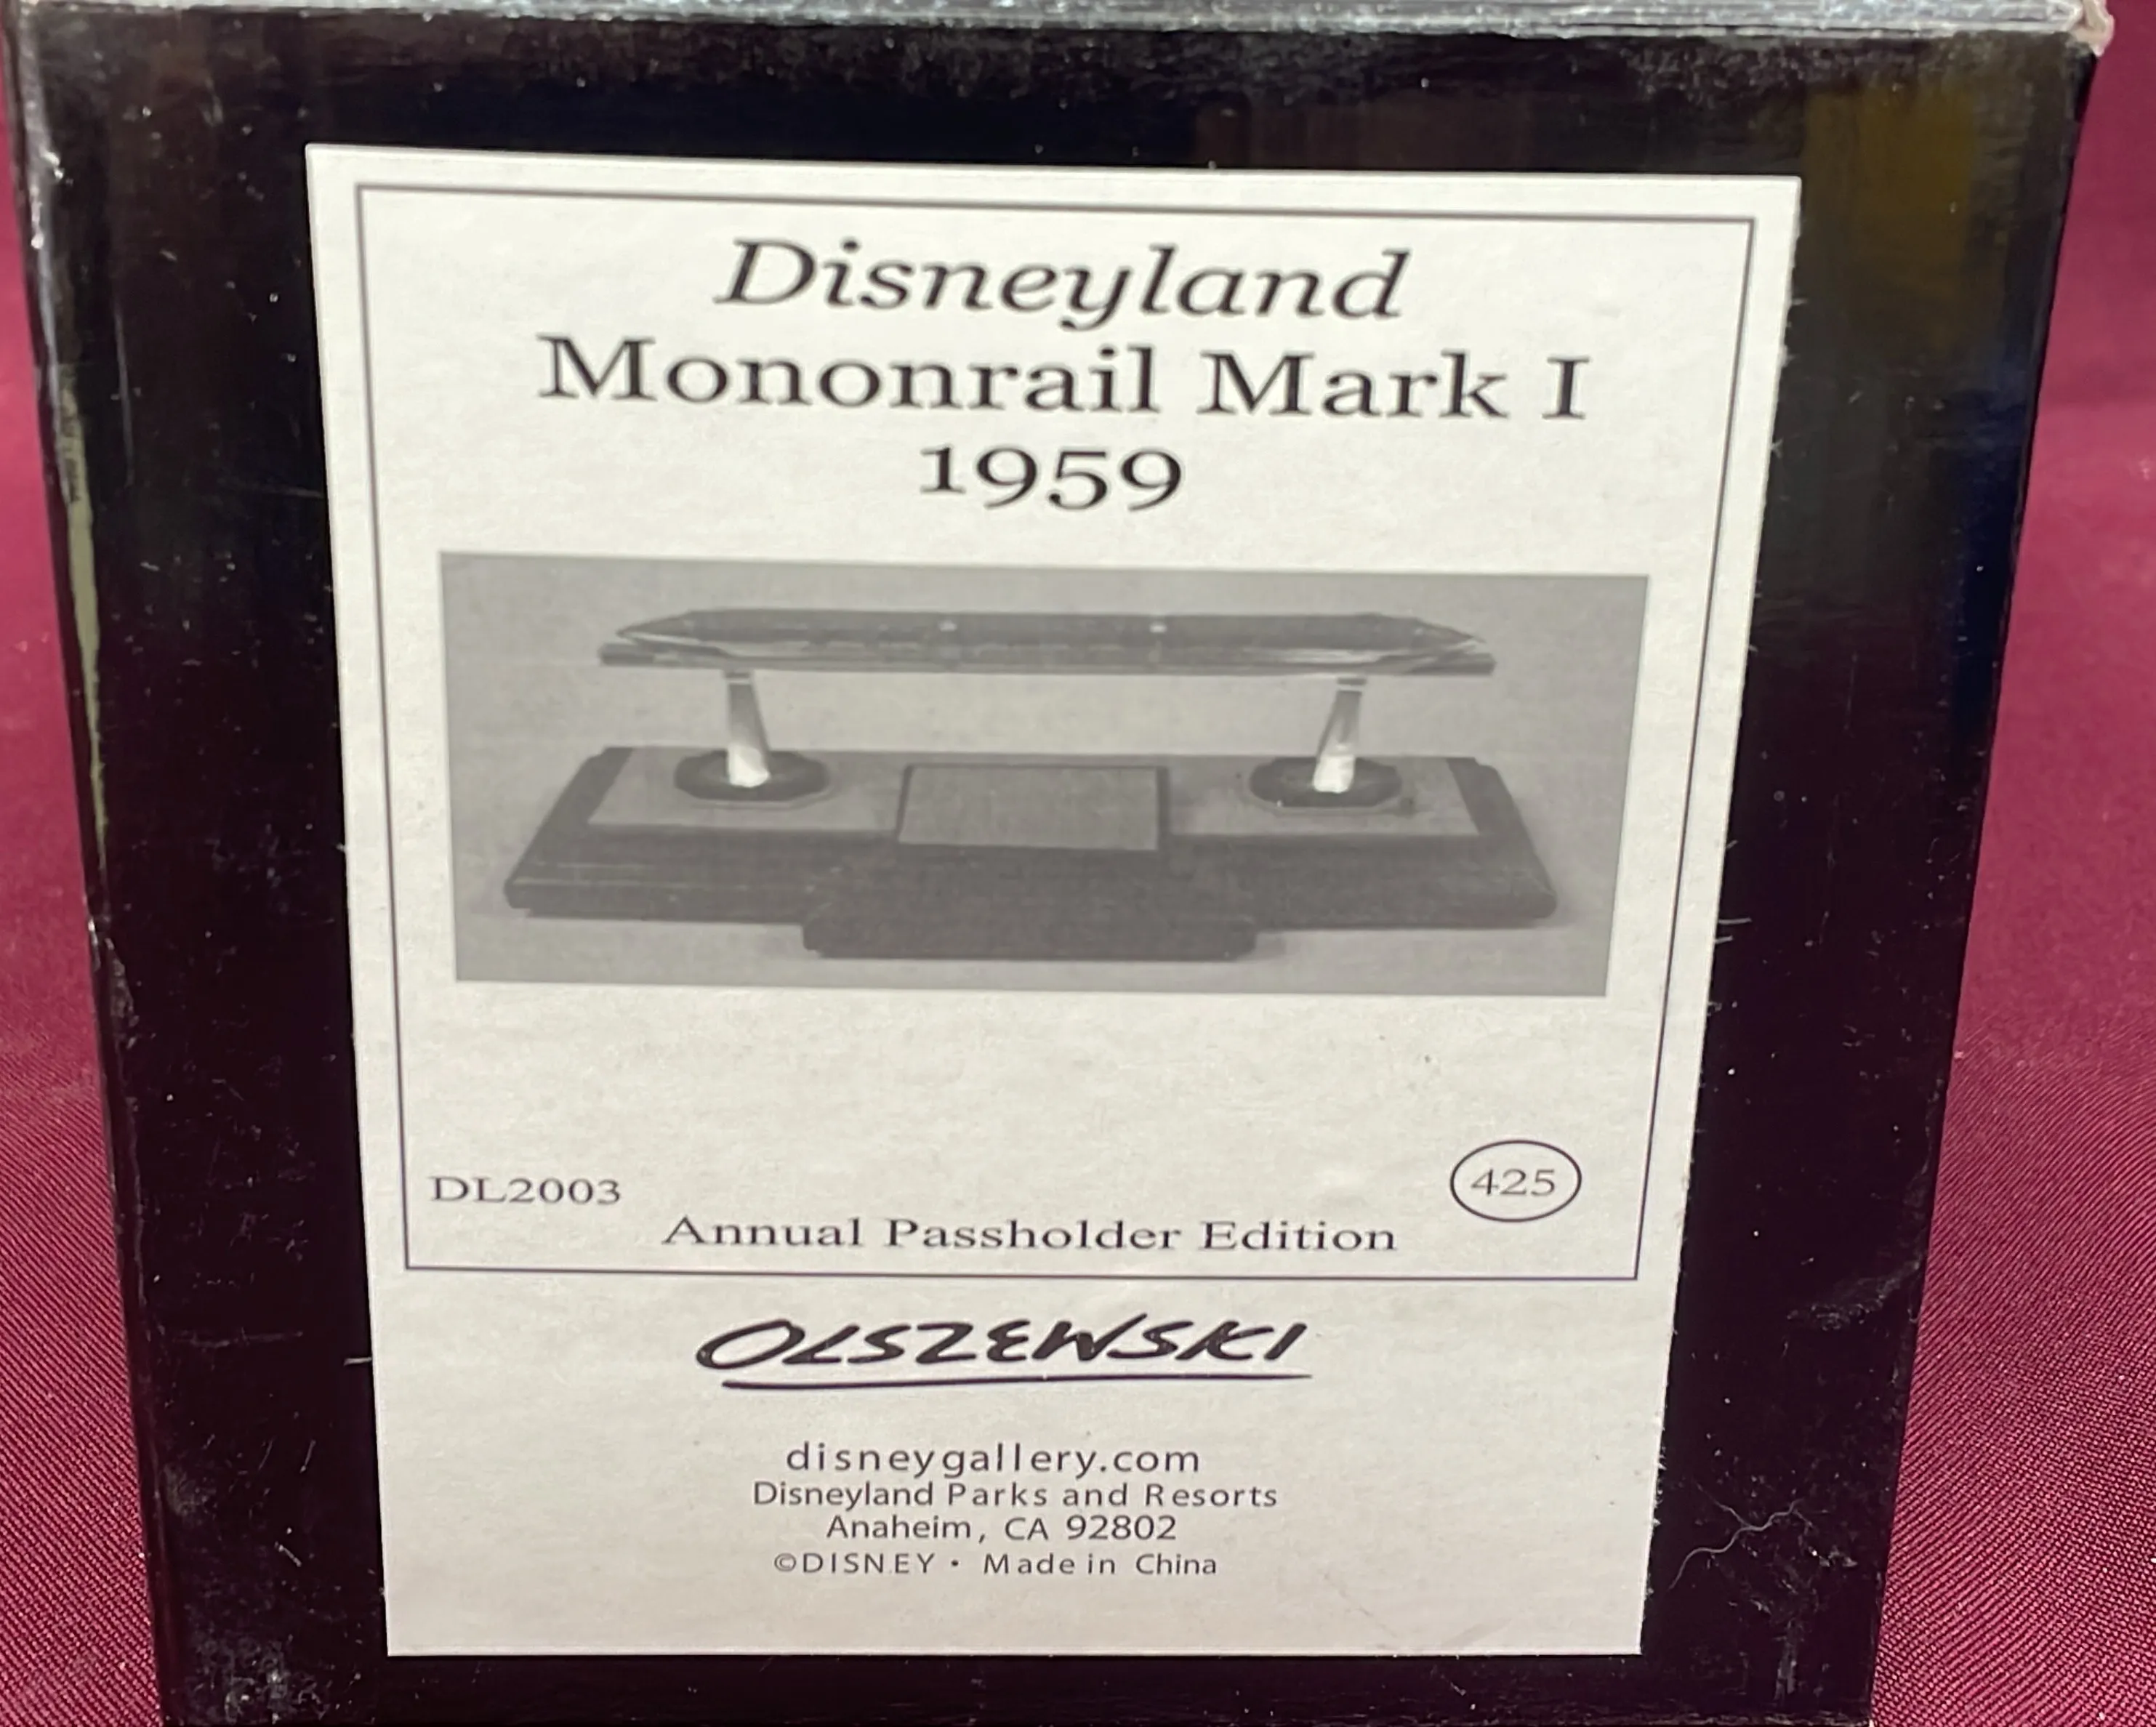 Disneyland
Mononrail Mark I
1959
DL2003
425
Annual Passholder Edition
OLSZEWSKI
disneygallery.com
Disneyland Parks and Resorts
Anaheim, CA 92802
©DISNEY • Made in China